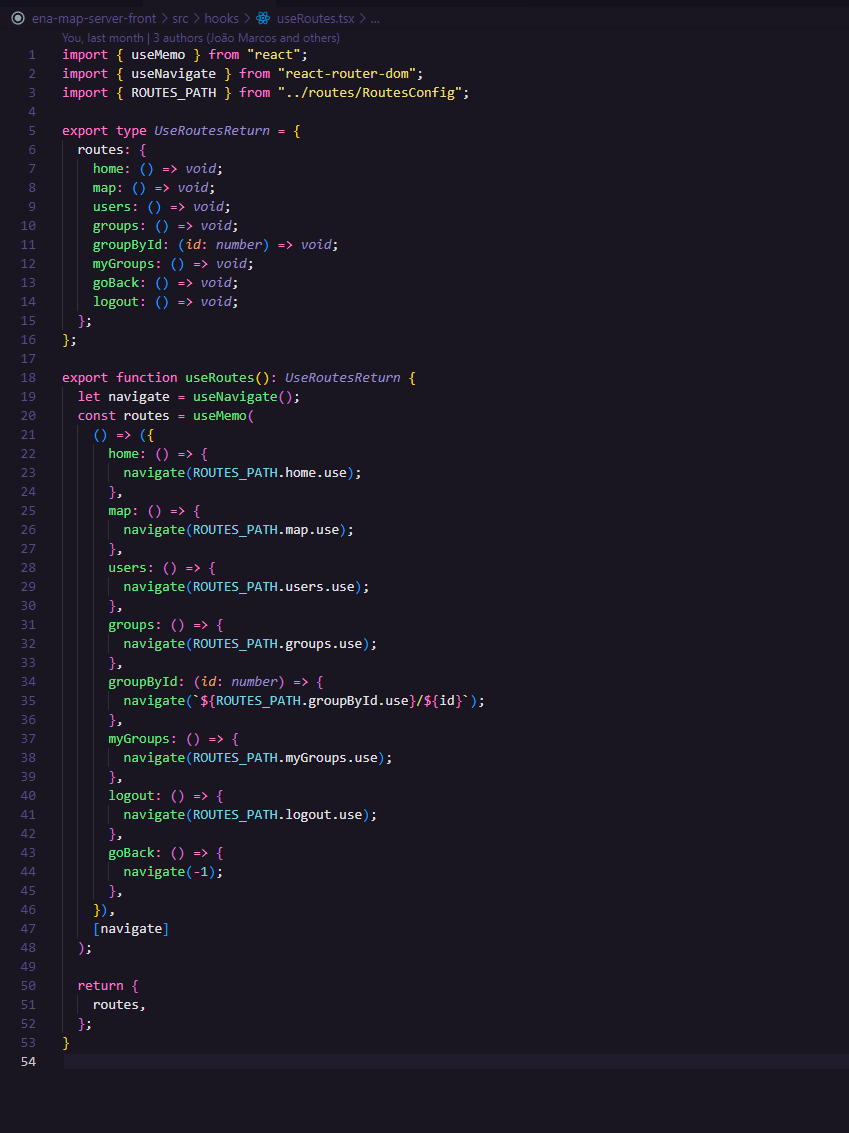 ena-map-server-front > src > hooks > useRoutes.tsx > ...
You, last month | 3 authors (João Marcos and others)
1 import { useMemo } from "react";
2 import { useNavigate } from "react-router-dom";
3 import { ROUTES_PATH } from "../routes/RoutesConfig";
4
5 export type UseRoutesReturn = {
6   routes: {
7     home: () => void;
8     map: () => void;
9     users: () => void;
10     groups: () => void;
11     groupById: (id: number) => void;
12     myGroups: () => void;
13     goBack: () => void;
14     logout: () => void;
15   };
16 };
17
18 export function useRoutes(): UseRoutesReturn {
19   let navigate = useNavigate();
20   const routes = useMemo(
21     () => ({
22       home: () => {
23         navigate(ROUTES_PATH.home.use);
24       },
25       map: () => {
26         navigate(ROUTES_PATH.map.use);
27       },
28       users: () => {
29         navigate(ROUTES_PATH.users.use);
30       },
31       groups: () => {
32         navigate(ROUTES_PATH.groups.use);
33       },
34       groupById: (id: number) => {
35         navigate(`${ROUTES_PATH.groupById.use}/${id}`);
36       },
37       myGroups: () => {
38         navigate(ROUTES_PATH.myGroups.use);
39       },
40       logout: () => {
41         navigate(ROUTES_PATH.logout.use);
42       },
43       goBack: () => {
44         navigate(-1);
45       },
46     }),
47     [navigate]
48   );
49
50   return {
51     routes,
52   };
53 }
54